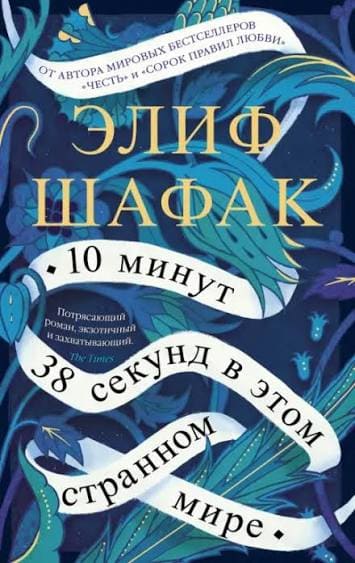 ОТ АВТОРА МИРОВЫХ БЕСТСЕЛЛЕРОВ
«ЧЕСТЬ» И «СОРОК ПРАВИЛ ЛЮБВИ»
ЭЛИФ
ШАФАК
• 10 минут
Потрясающий
роман, экзотичный
и захватывающий.
The Times
38 секунд в этом
странном
мире •